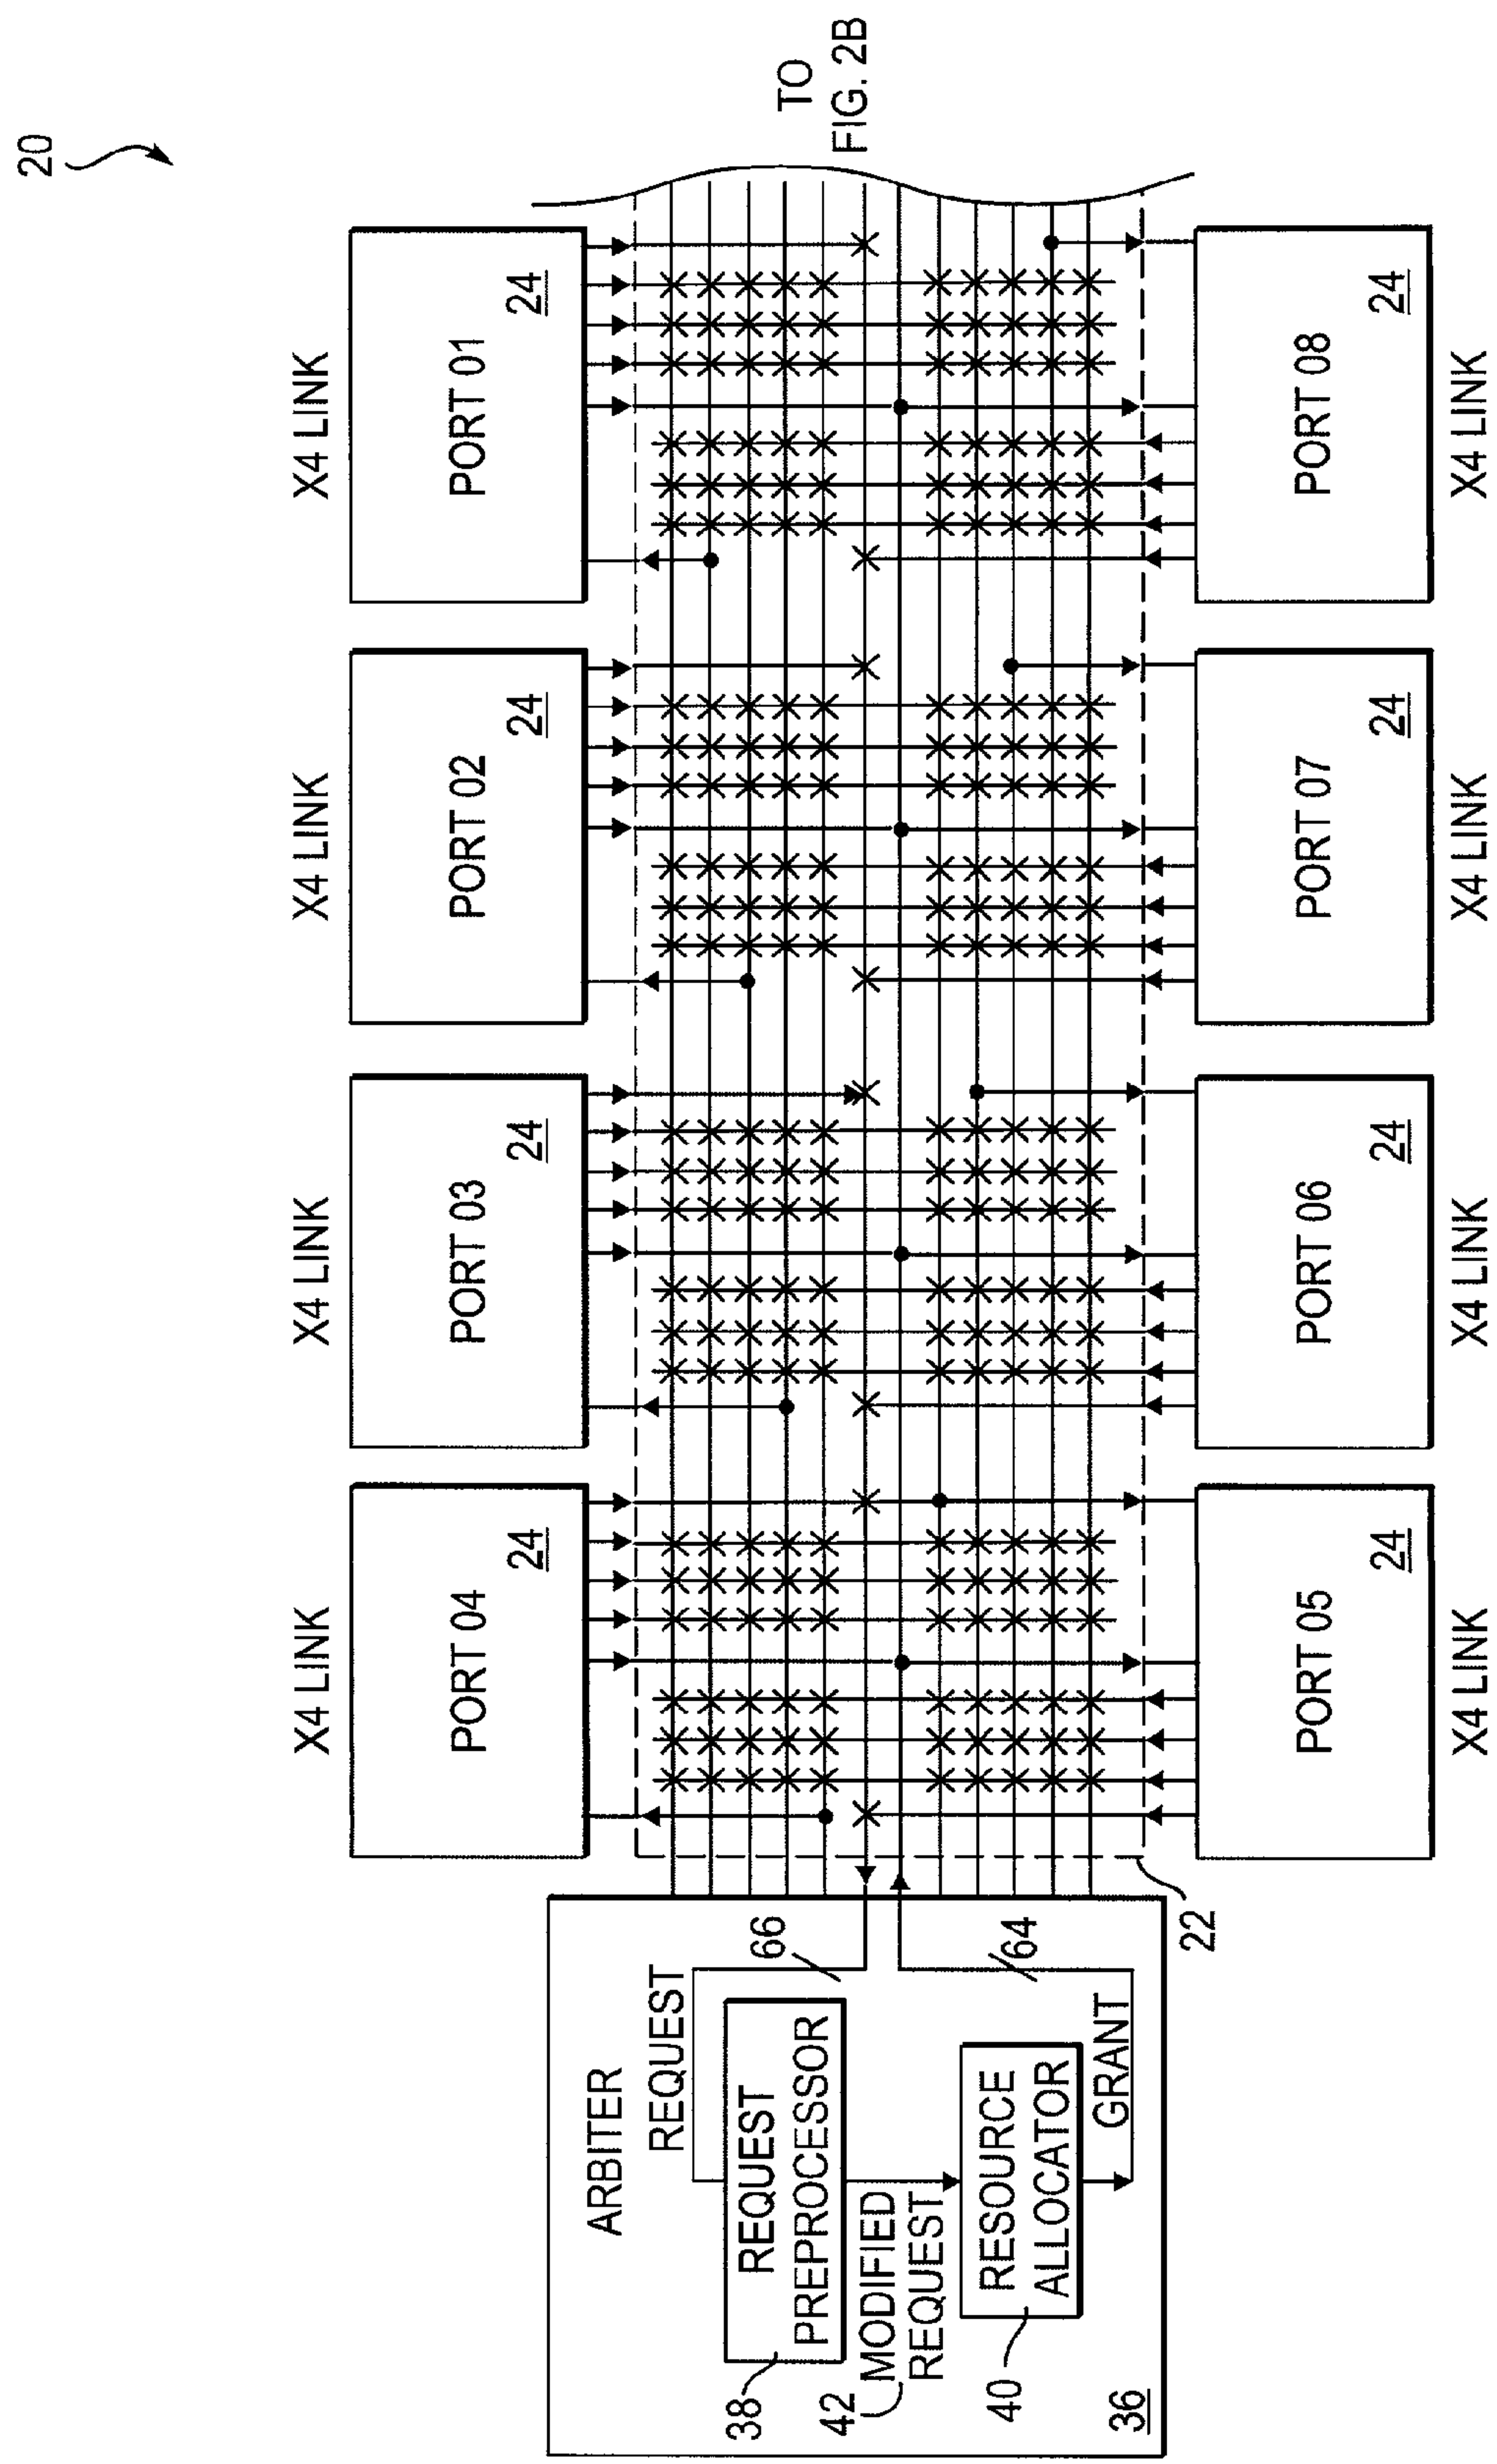 20
X4 LINK
X4 LINK
X4 LINK
X4 LINK
PORT 04
24
PORT 03
24
PORT 02
24
PORT 01
24
ARBITER
REQUEST
66
REQUEST
PREPROCESSOR
38
42
MODIFIED
REQUEST
RESOURCE
ALLOCATOR
40
64
GRANT
36
22
TO
FIG. 2B
PORT 05
24
PORT 06
24
PORT 07
24
PORT 08
24
X4 LINK
X4 LINK
X4 LINK
X4 LINK